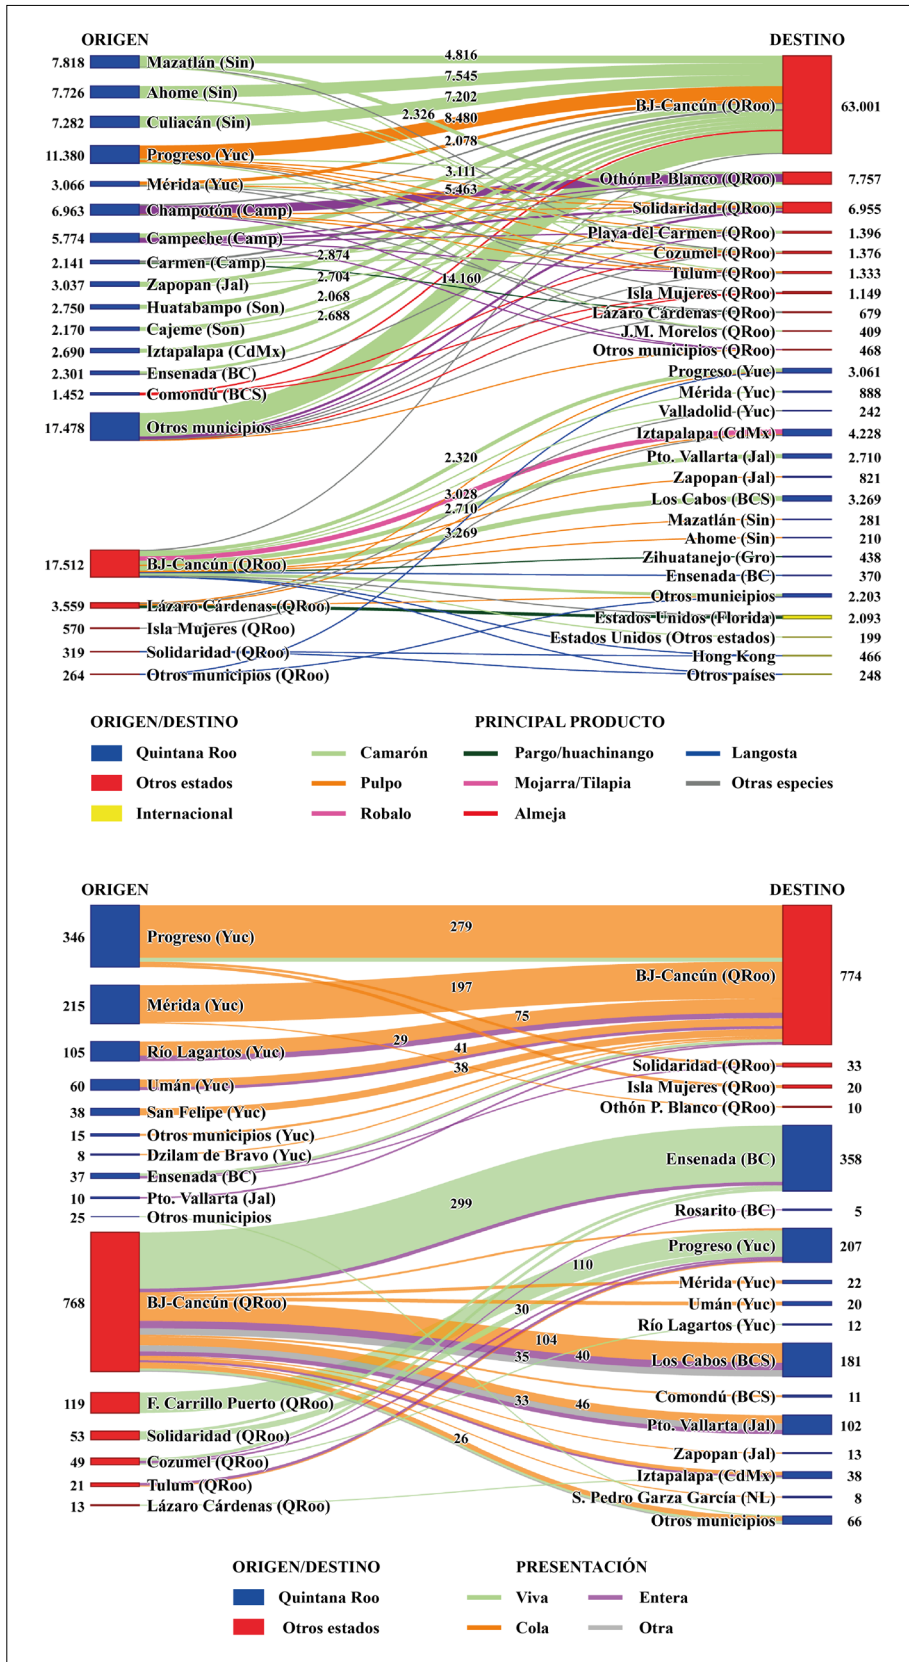 ORIGEN
DESTINO
7.818 Mazatlán (Sin)
7.726 Ahome (Sin)
7.282 Culiacán (Sin)
11.380 Progreso (Yuc)
3.066 Mérida (Yuc)
6.963 Champotón (Camp)
5.774 Campeche (Camp)
2.141 Carmen (Camp)
3.037 Zapopan (Jal)
2.750 Huatabampo (Son)
2.170 Cajeme (Son)
2.690 Iztapalapa (CdMx)
2.301 Ensenada (BC)
1.452 Comondú (BCS)
17.478 Otros municipios
17.512 BJ-Cancún (QRoo)
3.559 Lázaro Cárdenas (QRoo)
570 Isla Mujeres (QRoo)
319 Solidaridad (QRoo)
264 Otros municipios (QRoo)
4.816
7.545
7.202
2.326
8.480
2.078
3.111
5.463
2.874
2.704
14.160
2.068
2.688
2.320
3.028
2.710
3.269
BJ-Cancún (QRoo) 63.001
Othón P. Blanco (QRoo) 7.757
Solidaridad (QRoo) 6.955
Playa del Carmen (QRoo) 1.396
Cozumel (QRoo) 1.376
Tulum (QRoo) 1.333
Isla Mujeres (QRoo) 1.149
Lázaro Cárdenas (QRoo) 679
J.M. Morelos (QRoo) 409
Otros municipios (QRoo) 468
Progreso (Yuc) 3.061
Mérida (Yuc) 888
Valladolid (Yuc) 242
Iztapalapa (CdMx) 4.228
Pto. Vallarta (Jal) 2.710
Zapopan (Jal) 821
Los Cabos (BCS) 3.269
Mazatlán (Sin) 281
Ahome (Sin) 210
Zihuatanejo (Gro) 438
Ensenada (BC) 370
Otros municipios 2.203
Estados Unidos (Florida) 2.093
Estados Unidos (Otros estados) 199
Hong Kong 466
Otros países 248
ORIGEN/DESTINO
PRINCIPAL PRODUCTO
Quintana Roo
Camarón
Pargo/huachinango
Langosta
Otros estados
Pulpo
Mojarra/Tilapia
Otras especies
Internacional
Robalo
Almeja
ORIGEN
DESTINO
346 Progreso (Yuc)
215 Mérida (Yuc)
105 Río Lagartos (Yuc)
60 Umán (Yuc)
38 San Felipe (Yuc)
15 Otros municipios (Yuc)
8 Dzilam de Bravo (Yuc)
37 Ensenada (BC)
10 Pto. Vallarta (Jal)
25 Otros municipios
768 BJ-Cancún (QRoo)
119 F. Carrillo Puerto (QRoo)
53 Solidaridad (QRoo)
49 Cozumel (QRoo)
21 Tulum (QRoo)
13 Lázaro Cárdenas (QRoo)
279
197
75
29
41
38
299
110
30
104
35
40
33
46
26
BJ-Cancún (QRoo) 774
Solidaridad (QRoo) 33
Isla Mujeres (QRoo) 20
Othón P. Blanco (QRoo) 10
Ensenada (BC) 358
Rosarito (BC) 5
Progreso (Yuc) 207
Mérida (Yuc) 22
Umán (Yuc) 20
Río Lagartos (Yuc) 12
Los Cabos (BCS) 181
Comondú (BCS) 11
Pto. Vallarta (Jal) 102
Zapopan (Jal) 13
Iztapalapa (CdMx) 38
S. Pedro Garza García (NL) 8
Otros municipios 66
ORIGEN/DESTINO
PRESENTACIÓN
Quintana Roo
Viva
Entera
Otros estados
Cola
Otra